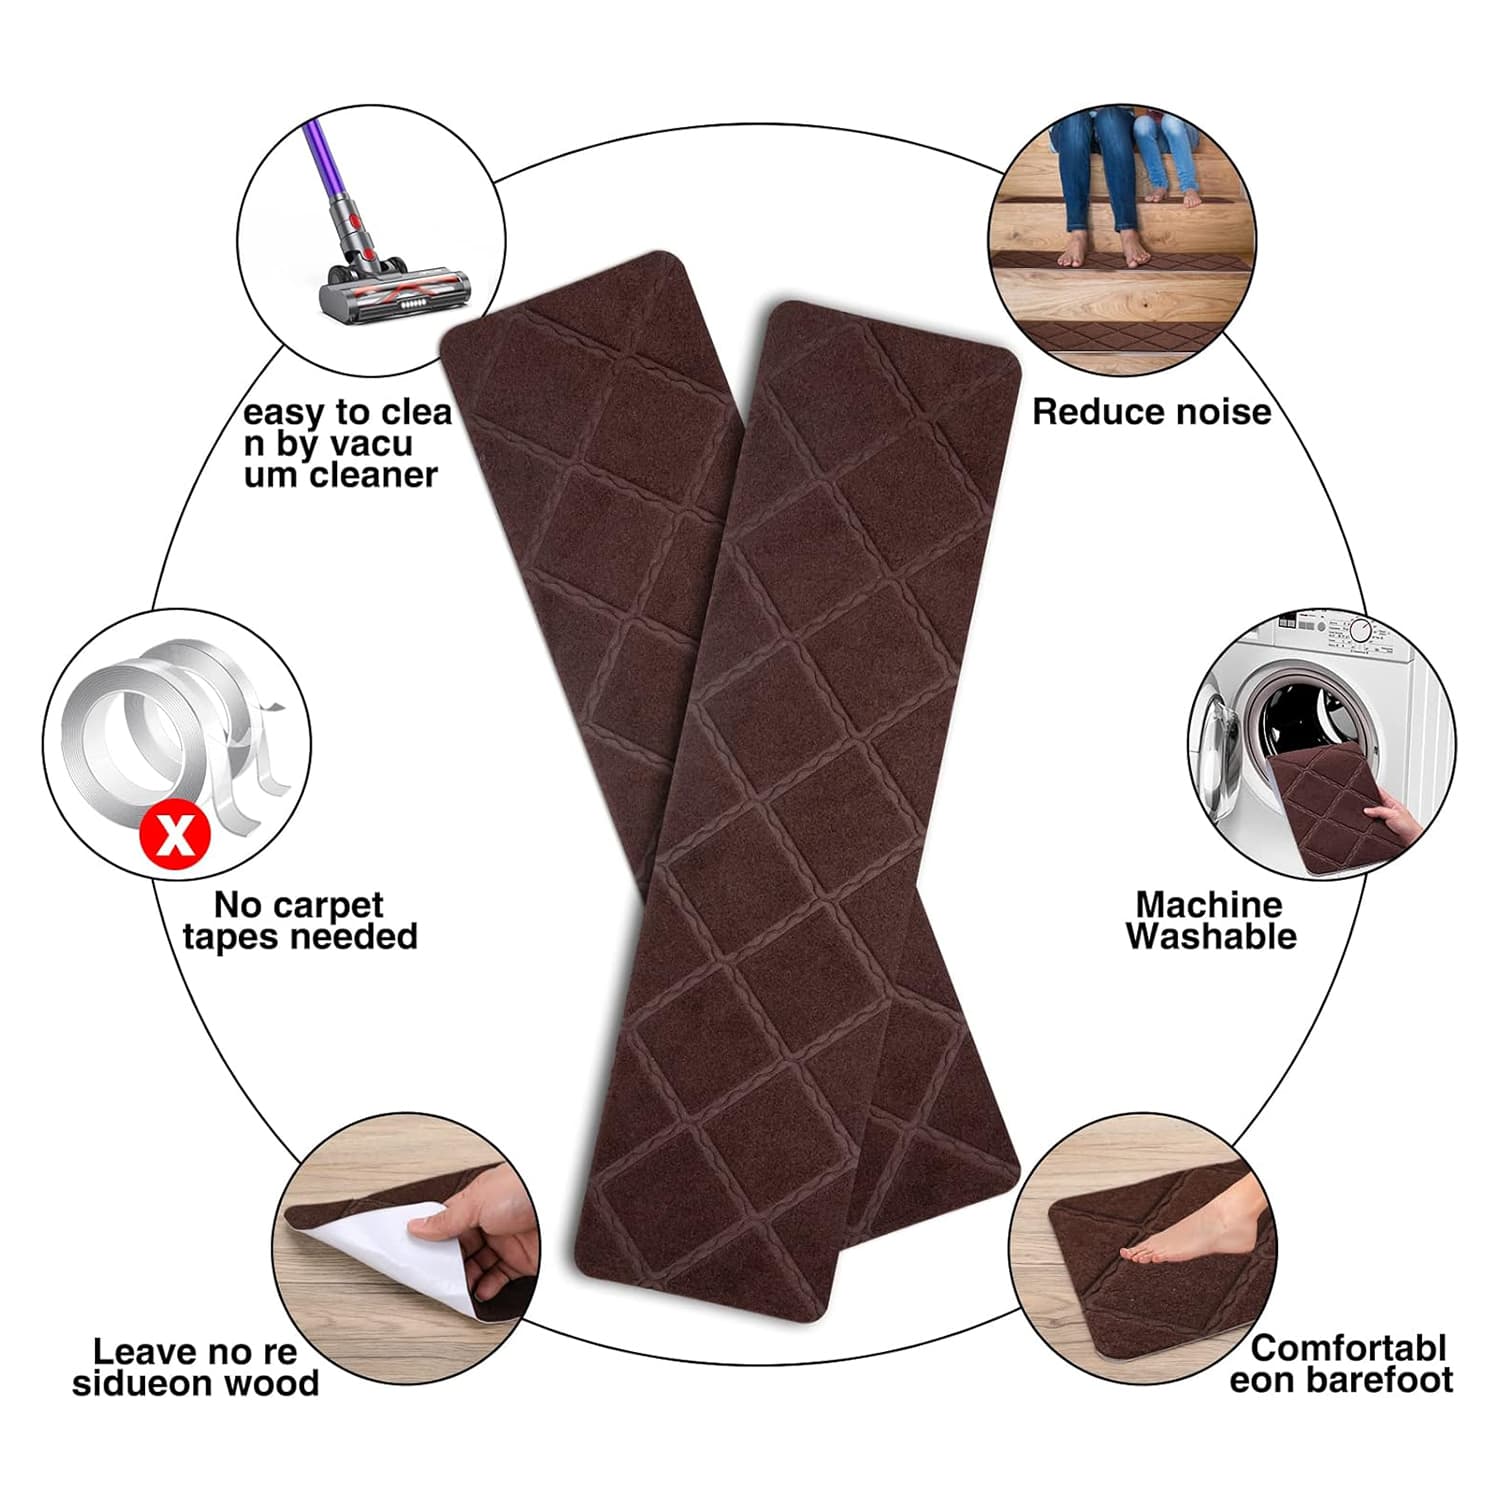 easy to clea
n by vacu
um cleaner
Reduce noise
X
No carpet
tapes needed
Machine
Washable
Leave no re
sidueon wood
Comfortabl
eon barefoot